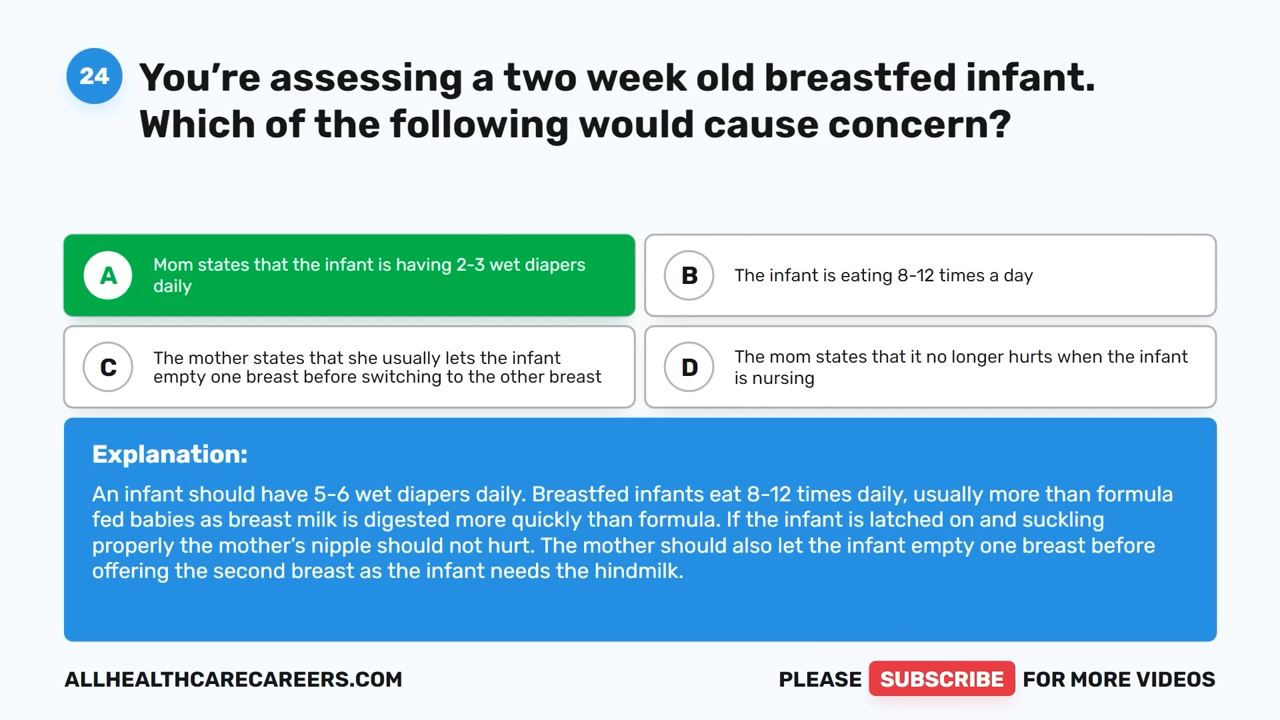 24
You’re assessing a two week old breastfed infant.
Which of the following would cause concern?
A
Mom states that the infant is having 2-3 wet diapers
daily
B
The infant is eating 8-12 times a day
C
The mother states that she usually lets the infant
empty one breast before switching to the other breast
D
The mom states that it no longer hurts when the infant
is nursing
Explanation:
An infant should have 5-6 wet diapers daily. Breastfed infants eat 8-12 times daily, usually more than formula
fed babies as breast milk is digested more quickly than formula. If the infant is latched on and suckling
properly the mother’s nipple should not hurt. The mother should also let the infant empty one breast before
offering the second breast as the infant needs the hindmilk.
ALLHEALTHCARECAREERS.COM
PLEASE SUBSCRIBE FOR MORE VIDEOS